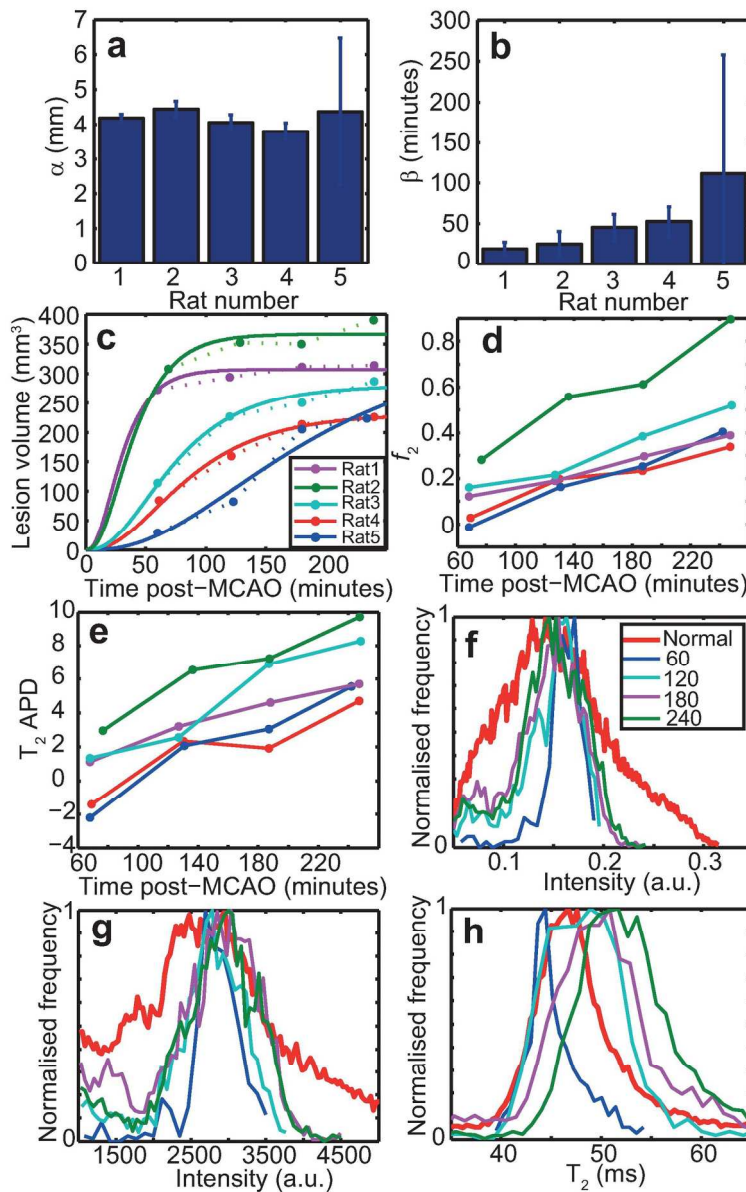 a
7
6
5
4
3
2
1
0
α (mm)
1 2 3 4 5
Rat number
b
300
250
200
150
100
50
0
β (minutes)
1 2 3 4 5
Rat number
c
400
350
300
250
200
150
100
50
0
Lesion volume (mm³)
Rat1
Rat2
Rat3
Rat4
Rat5
0 50 100 150 200
Time post−MCAO (minutes)
d
0.8
0.6
0.4
0.2
0
f₂
60 100 140 180 220
Time post−MCAO (minutes)
e
10
8
6
4
2
0
−2
−4
T₂ APD
60 100 140 180 220
Time post−MCAO (minutes)
f
1
0
Normalised frequency
Normal
60
120
180
240
0.1 0.2 0.3
Intensity (a.u.)
g
1
0
Normalised frequency
1500 2500 3500 4500
Intensity (a.u.)
h
1
0
Normalised frequency
40 50 60
T₂ (ms)